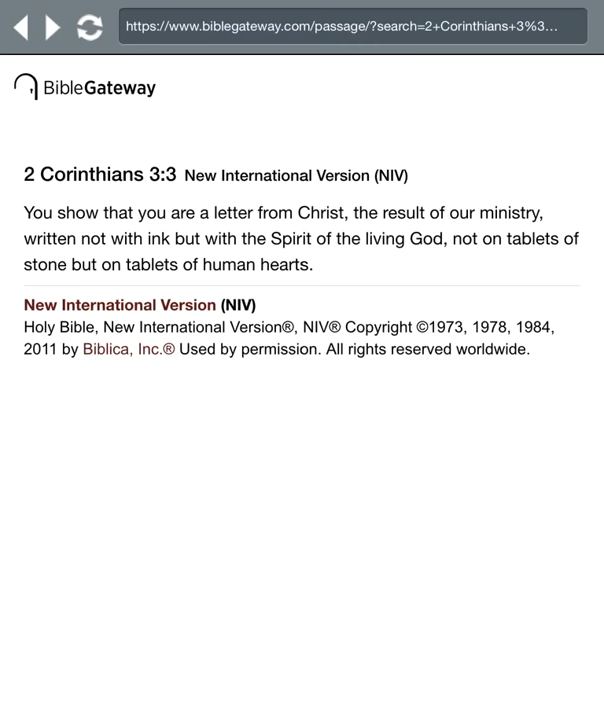 https://www.biblegateway.com/passage/?search=2+Corinthians+3%3...
BibleGateway
2 Corinthians 3:3 New International Version (NIV)
You show that you are a letter from Christ, the result of our ministry,
written not with ink but with the Spirit of the living God, not on tablets of
stone but on tablets of human hearts.
New International Version (NIV)
Holy Bible, New International Version®, NIV® Copyright ©1973, 1978, 1984,
2011 by Biblica, Inc.® Used by permission. All rights reserved worldwide.